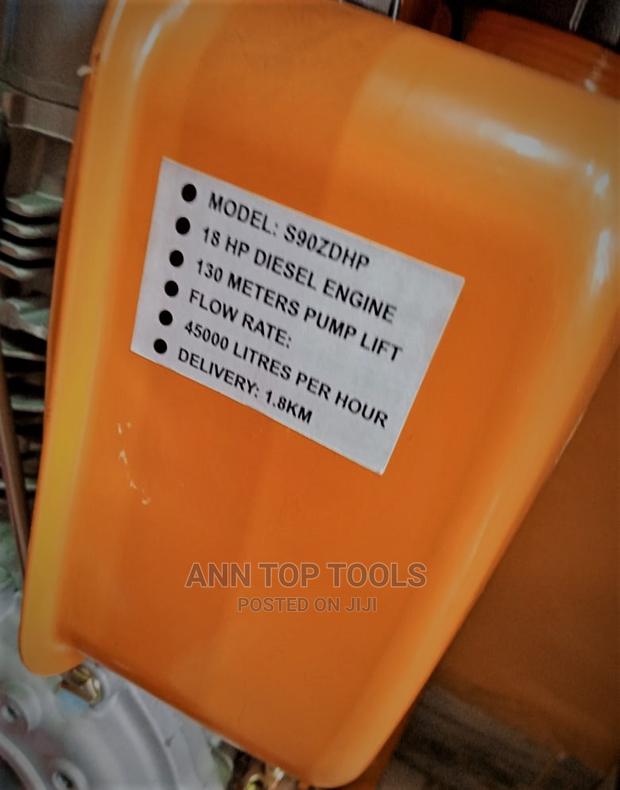 ● MODEL: S90ZDHP
● 18 HP DIESEL ENGINE
● 130 METERS PUMP LIFT
● FLOW RATE:
● 45000 LITRES PER HOUR
● DELIVERY: 1.8KM
ANN TOP TOOLS
POSTED ON JIJI